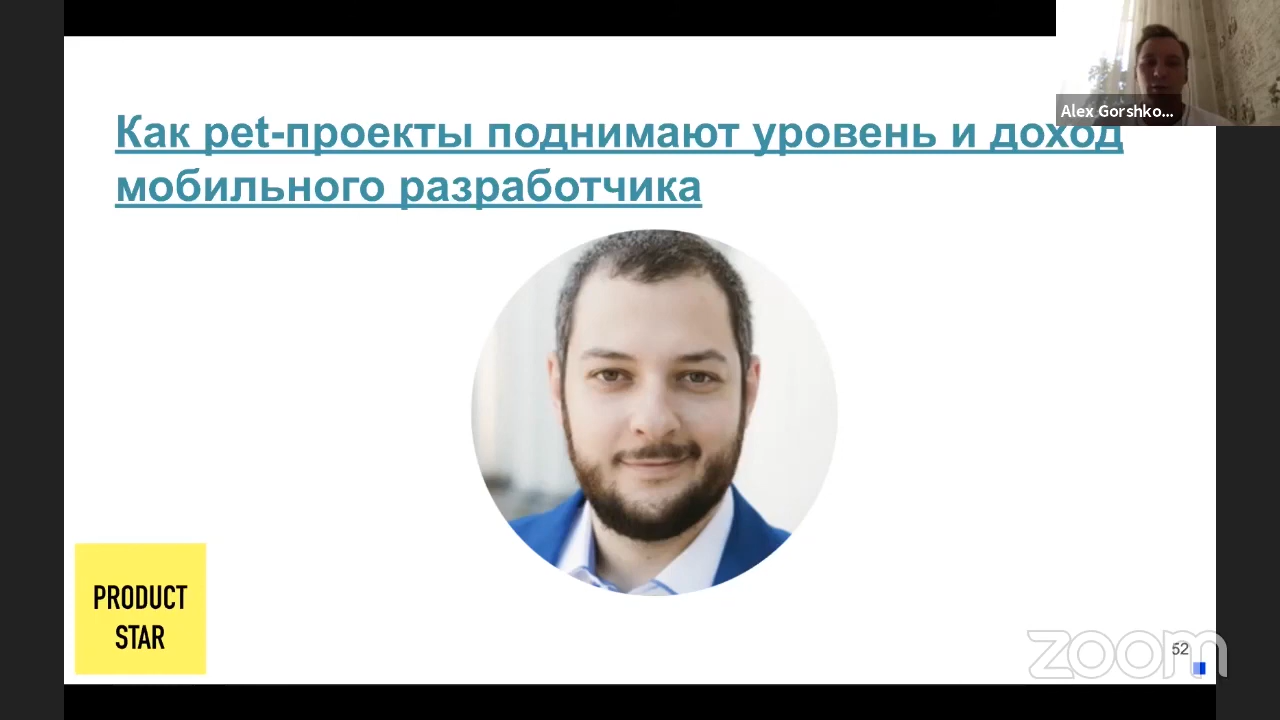 Alex Gorshko...
Как pet-проекты поднимают уровень и доход
мобильного разработчика
PRODUCT
STAR
52
zoom